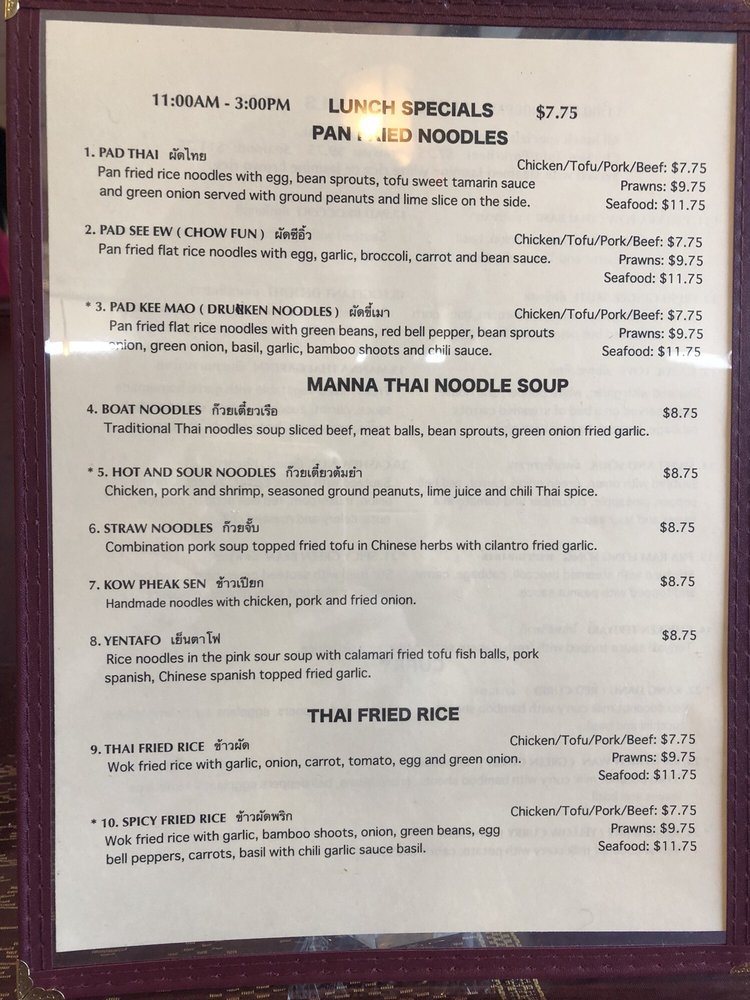 11:00AM - 3:00PM LUNCH SPECIALS $7.75
PAN FRIED NOODLES
1. PAD THAI ผัดไทย
Chicken/Tofu/Pork/Beef: $7.75
Pan fried rice noodles with egg, bean sprouts, tofu sweet tamarin sauce
Prawns: $9.75
and green onion served with ground peanuts and lime slice on the side.
Seafood: $11.75
2. PAD SEE EW ( CHOW FUN ) ผัดซีอิ๊ว
Chicken/Tofu/Pork/Beef: $7.75
Pan fried flat rice noodles with egg, garlic, broccoli, carrot and bean sauce.
Prawns: $9.75
Seafood: $11.75
* 3. PAD KEE MAO ( DRUNKEN NOODLES ) ผัดขี้เมา
Chicken/Tofu/Pork/Beef: $7.75
Pan fried flat rice noodles with green beans, red bell pepper, bean sprouts
Prawns: $9.75
onion, green onion, basil, garlic, bamboo shoots and chili sauce.
Seafood: $11.75
MANNA THAI NOODLE SOUP
4. BOAT NOODLES ก๊วยเตี๋ยวเรือ $8.75
Traditional Thai noodles soup sliced beef, meat balls, bean sprouts, green onion fried garlic.
* 5. HOT AND SOUR NOODLES ก๊วยเตี๋ยวต้มยำ $8.75
Chicken, pork and shrimp, seasoned ground peanuts, lime juice and chili Thai spice.
6. STRAW NOODLES ก๊วยจั๊บ $8.75
Combination pork soup topped fried tofu in Chinese herbs with cilantro fried garlic.
7. KOW PHEAK SEN ข้าวเปียก $8.75
Handmade noodles with chicken, pork and fried onion.
8. YENTAFO เย็นตาโฟ $8.75
Rice noodles in the pink sour soup with calamari fried tofu fish balls, pork
spanish, Chinese spanish topped fried garlic.
THAI FRIED RICE
9. THAI FRIED RICE ข้าวผัด
Chicken/Tofu/Pork/Beef: $7.75
Wok fried rice with garlic, onion, carrot, tomato, egg and green onion.
Prawns: $9.75
Seafood: $11.75
* 10. SPICY FRIED RICE ข้าวผัดพริก
Chicken/Tofu/Pork/Beef: $7.75
Wok fried rice with garlic, bamboo shoots, onion, green beans, egg
Prawns: $9.75
bell peppers, carrots, basil with chili garlic sauce basil.
Seafood: $11.75